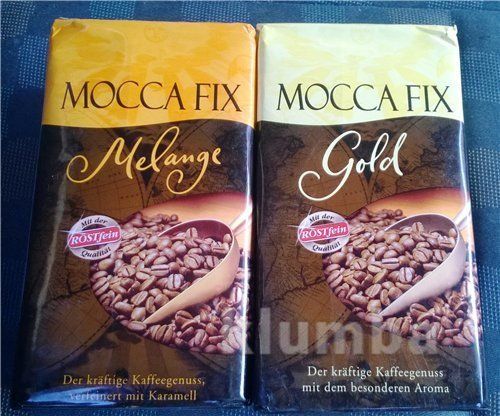 MOCCA FIX
Melange
Mit der
RÖSTfein
Qualität
Der kräftige Kaffeegenuss,
verfeinert mit Karamell
MOCCA FIX
Gold
Mit der
RÖSTfein
Qualität
Der kräftige Kaffeegenuss
mit dem besonderen Aroma
klumba